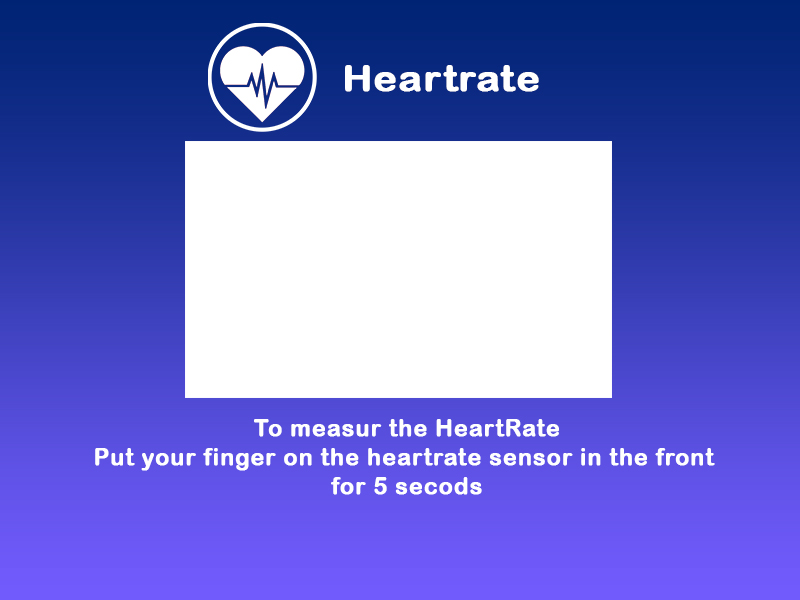 Heartrate
To measur the HeartRate
Put your finger on the heartrate sensor in the front
for 5 secods